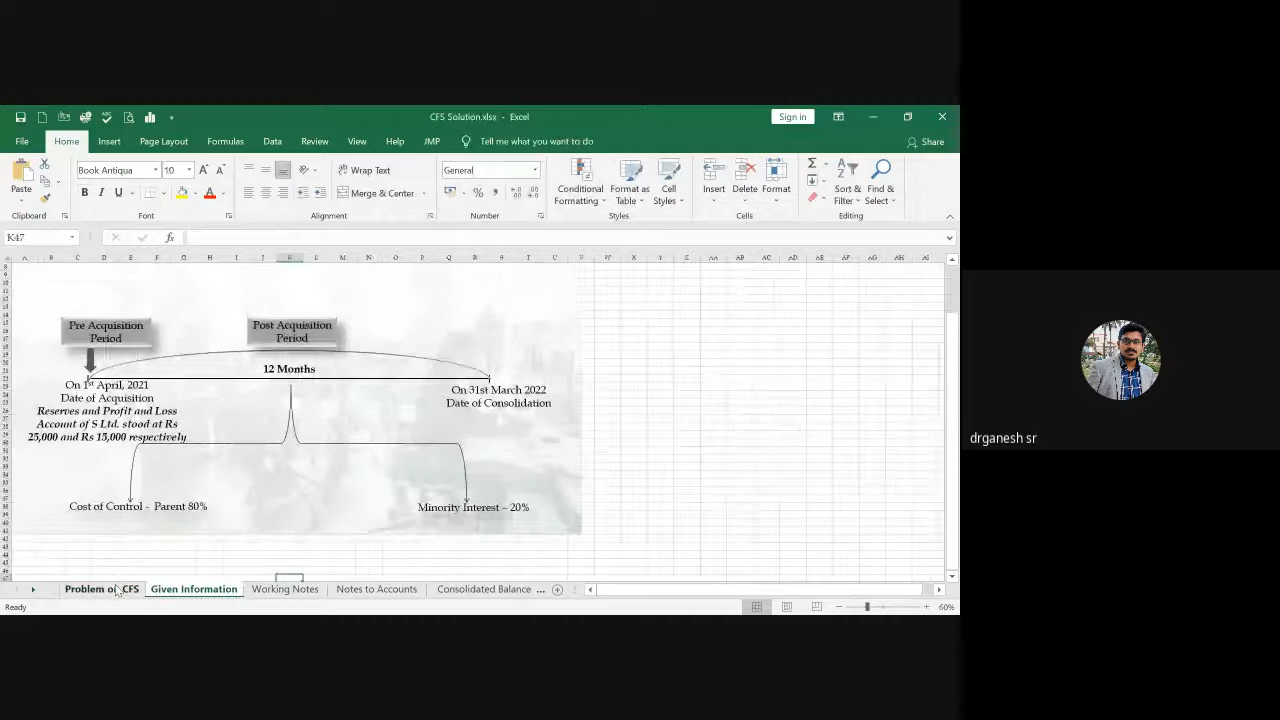 CFS Solution.xlsx - Excel
Sign in
File Home Insert Page Layout Formulas Data Review View Help JMP Tell me what you want to do Share
Book Antiqua 10 Wrap Text General
Paste B I U Merge & Center Conditional Formatting Format as Table Cell Styles Insert Delete Format Sort & Filter Find & Select
Clipboard Font Alignment Number Styles Cells Editing
K47 fx
Pre Acquisition
Period
Post Acquisition
Period
12 Months
On 1st April, 2021
Date of Acquisition
Reserves and Profit and Loss
Account of S Ltd. stood at Rs
25,000 and Rs 15,000 respectively
On 31st March 2022
Date of Consolidation
Cost of Control - Parent 80%
Minority Interest – 20%
Problem on CFS Given Information Working Notes Notes to Accounts Consolidated Balance ...
Ready 60%
drganesh sr